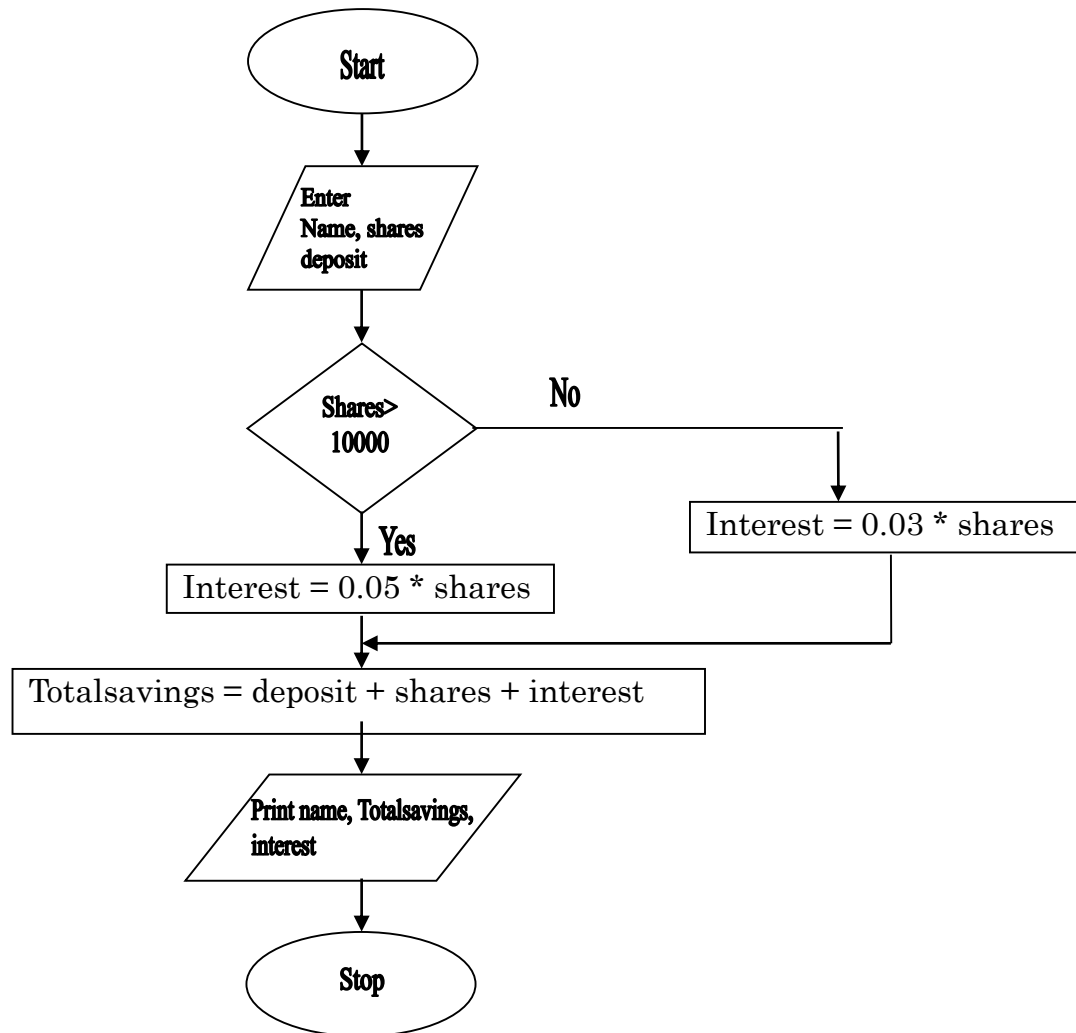 Start
Enter
Name, shares
deposit
Shares>
10000
No
Yes
Interest = 0.03 * shares
Interest = 0.05 * shares
Totalsavings = deposit + shares + interest
Print name, Totalsavings,
interest
Stop